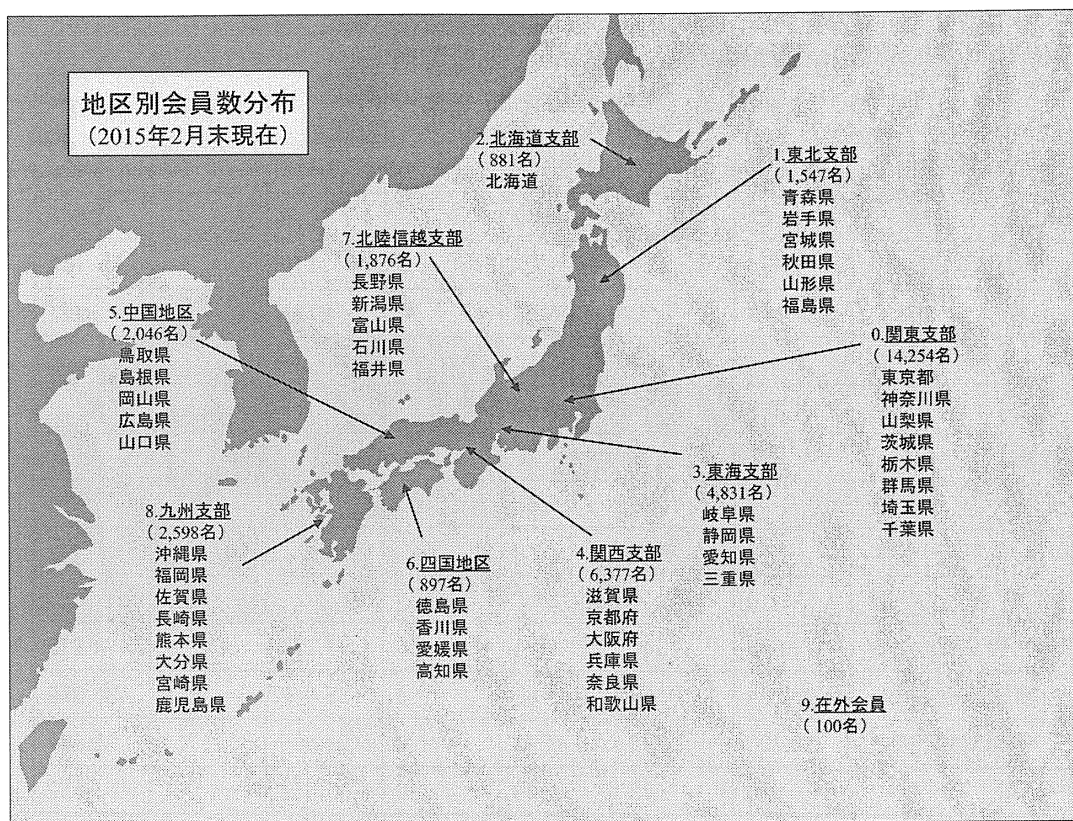 地区別会員数分布
(2015年2月末現在)
2.北海道支部
(881名)
北海道
1.東北支部
(1,547名)
青森県
岩手県
宮城県
秋田県
山形県
福島県
7.北陸信越支部
(1,876名)
長野県
新潟県
富山県
石川県
福井県
5.中国地区
(2,046名)
鳥取県
島根県
岡山県
広島県
山口県
0.関東支部
(14,254名)
東京都
神奈川県
山梨県
茨城県
栃木県
群馬県
埼玉県
千葉県
3.東海支部
(4,831名)
岐阜県
静岡県
愛知県
三重県
8.九州支部
(2,598名)
沖縄県
福岡県
佐賀県
長崎県
熊本県
大分県
宮崎県
鹿児島県
6.四国地区
(897名)
徳島県
香川県
愛媛県
高知県
4.関西支部
(6,377名)
滋賀県
京都府
大阪府
兵庫県
奈良県
和歌山県
9.在外会員
(100名)